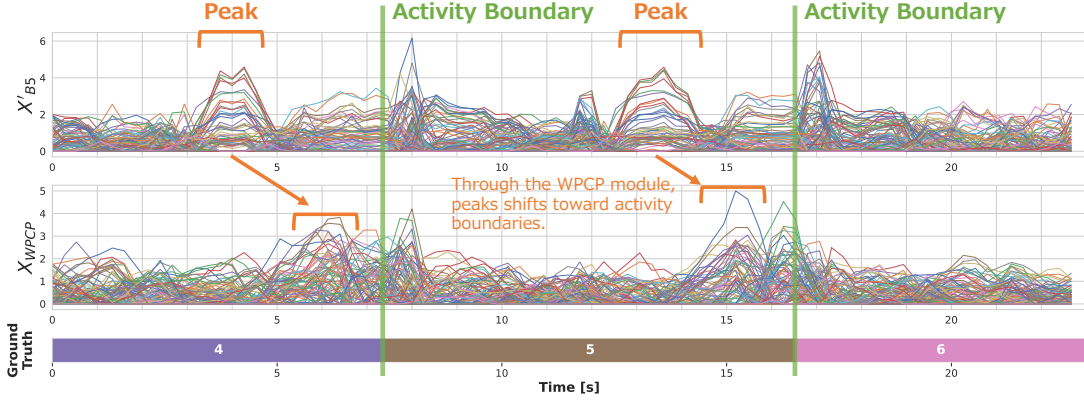 Peak Activity Boundary Peak Activity Boundary
X'B5
6
4
2
0
0 5 10 15 20
Through the WPCP module,
peaks shifts toward activity
boundaries.
XWPCP
5
4
3
2
1
0
0 5 10 15 20
Ground
Truth
4 5 6
0 5 10 15 20
Time [s]